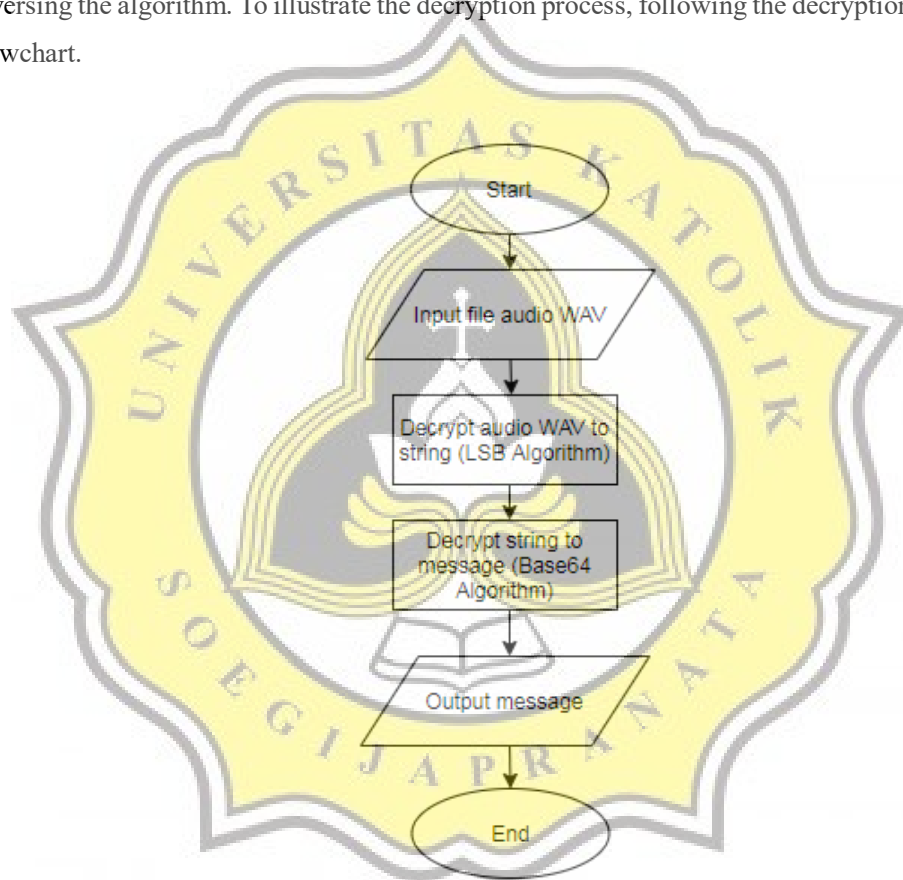 versing the algorithm. To illustrate the decryption process, following the decryption
wchart.
UNIVERSITAS KATOLIK
Start
Input file audio WAV
Decrypt audio WAV to
string (LSB Algorithm)
Decrypt string to
message (Base64
Algorithm)
Output message
End
SOEGIJAPRANATA